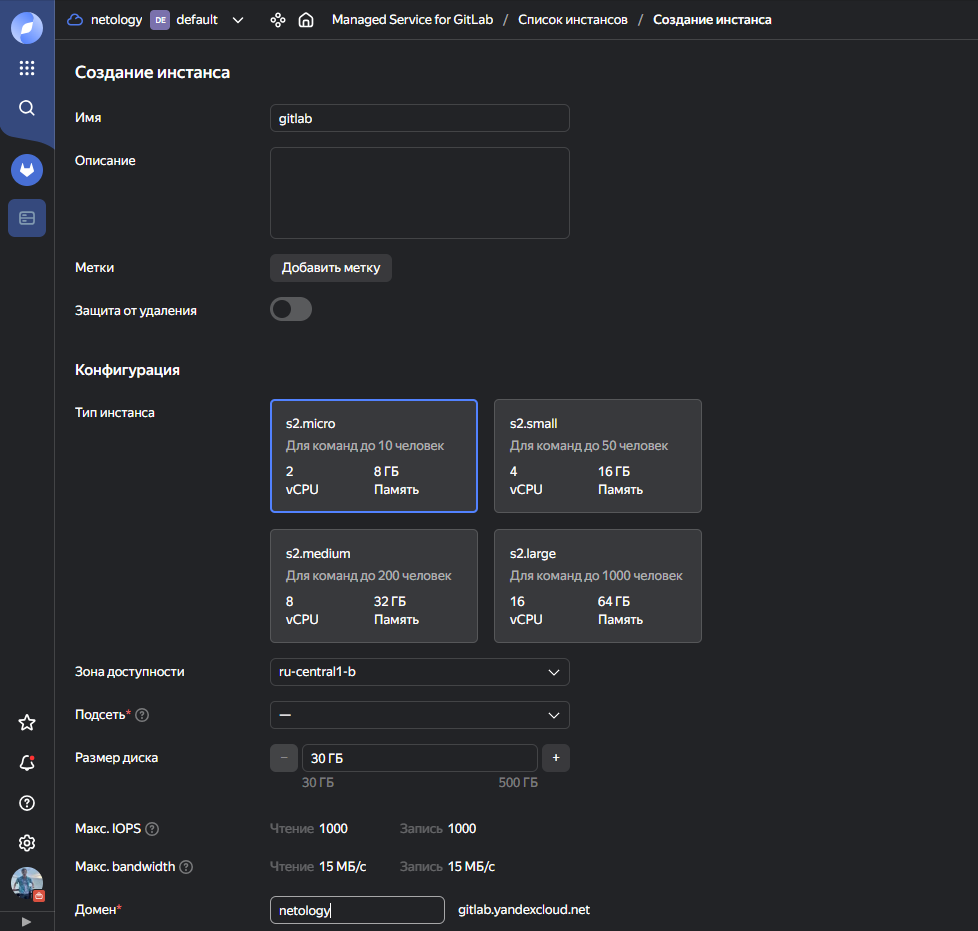 netology DE default Managed Service for GitLab / Список инстансов / Создание инстанса
Создание инстанса
Имя gitlab
Описание
Метки Добавить метку
Защита от удаления
Конфигурация
Тип инстанса
s2.micro s2.small
Для команд до 10 человек Для команд до 50 человек
2 8 ГБ 4 16 ГБ
vCPU Память vCPU Память
s2.medium s2.large
Для команд до 200 человек Для команд до 1000 человек
8 32 ГБ 16 64 ГБ
vCPU Память vCPU Память
Зона доступности ru-central1-b
Подсеть* —
Размер диска − 30 ГБ +
30 ГБ 500 ГБ
Макс. IOPS Чтение 1000 Запись 1000
Макс. bandwidth Чтение 15 МБ/с Запись 15 МБ/с
Домен* netology gitlab.yandexcloud.net